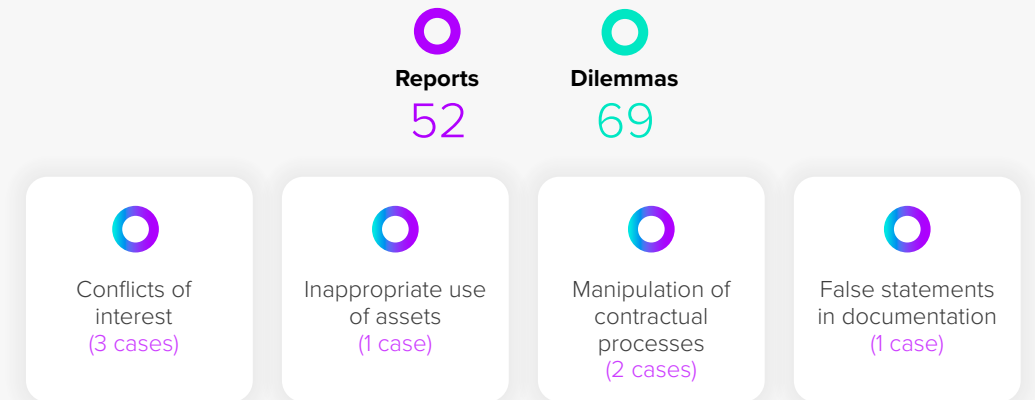 Reports
52
Dilemmas
69
Conflicts of
interest
(3 cases)
Inappropriate use
of assets
(1 case)
Manipulation of
contractual
processes
(2 cases)
False statements
in documentation
(1 case)